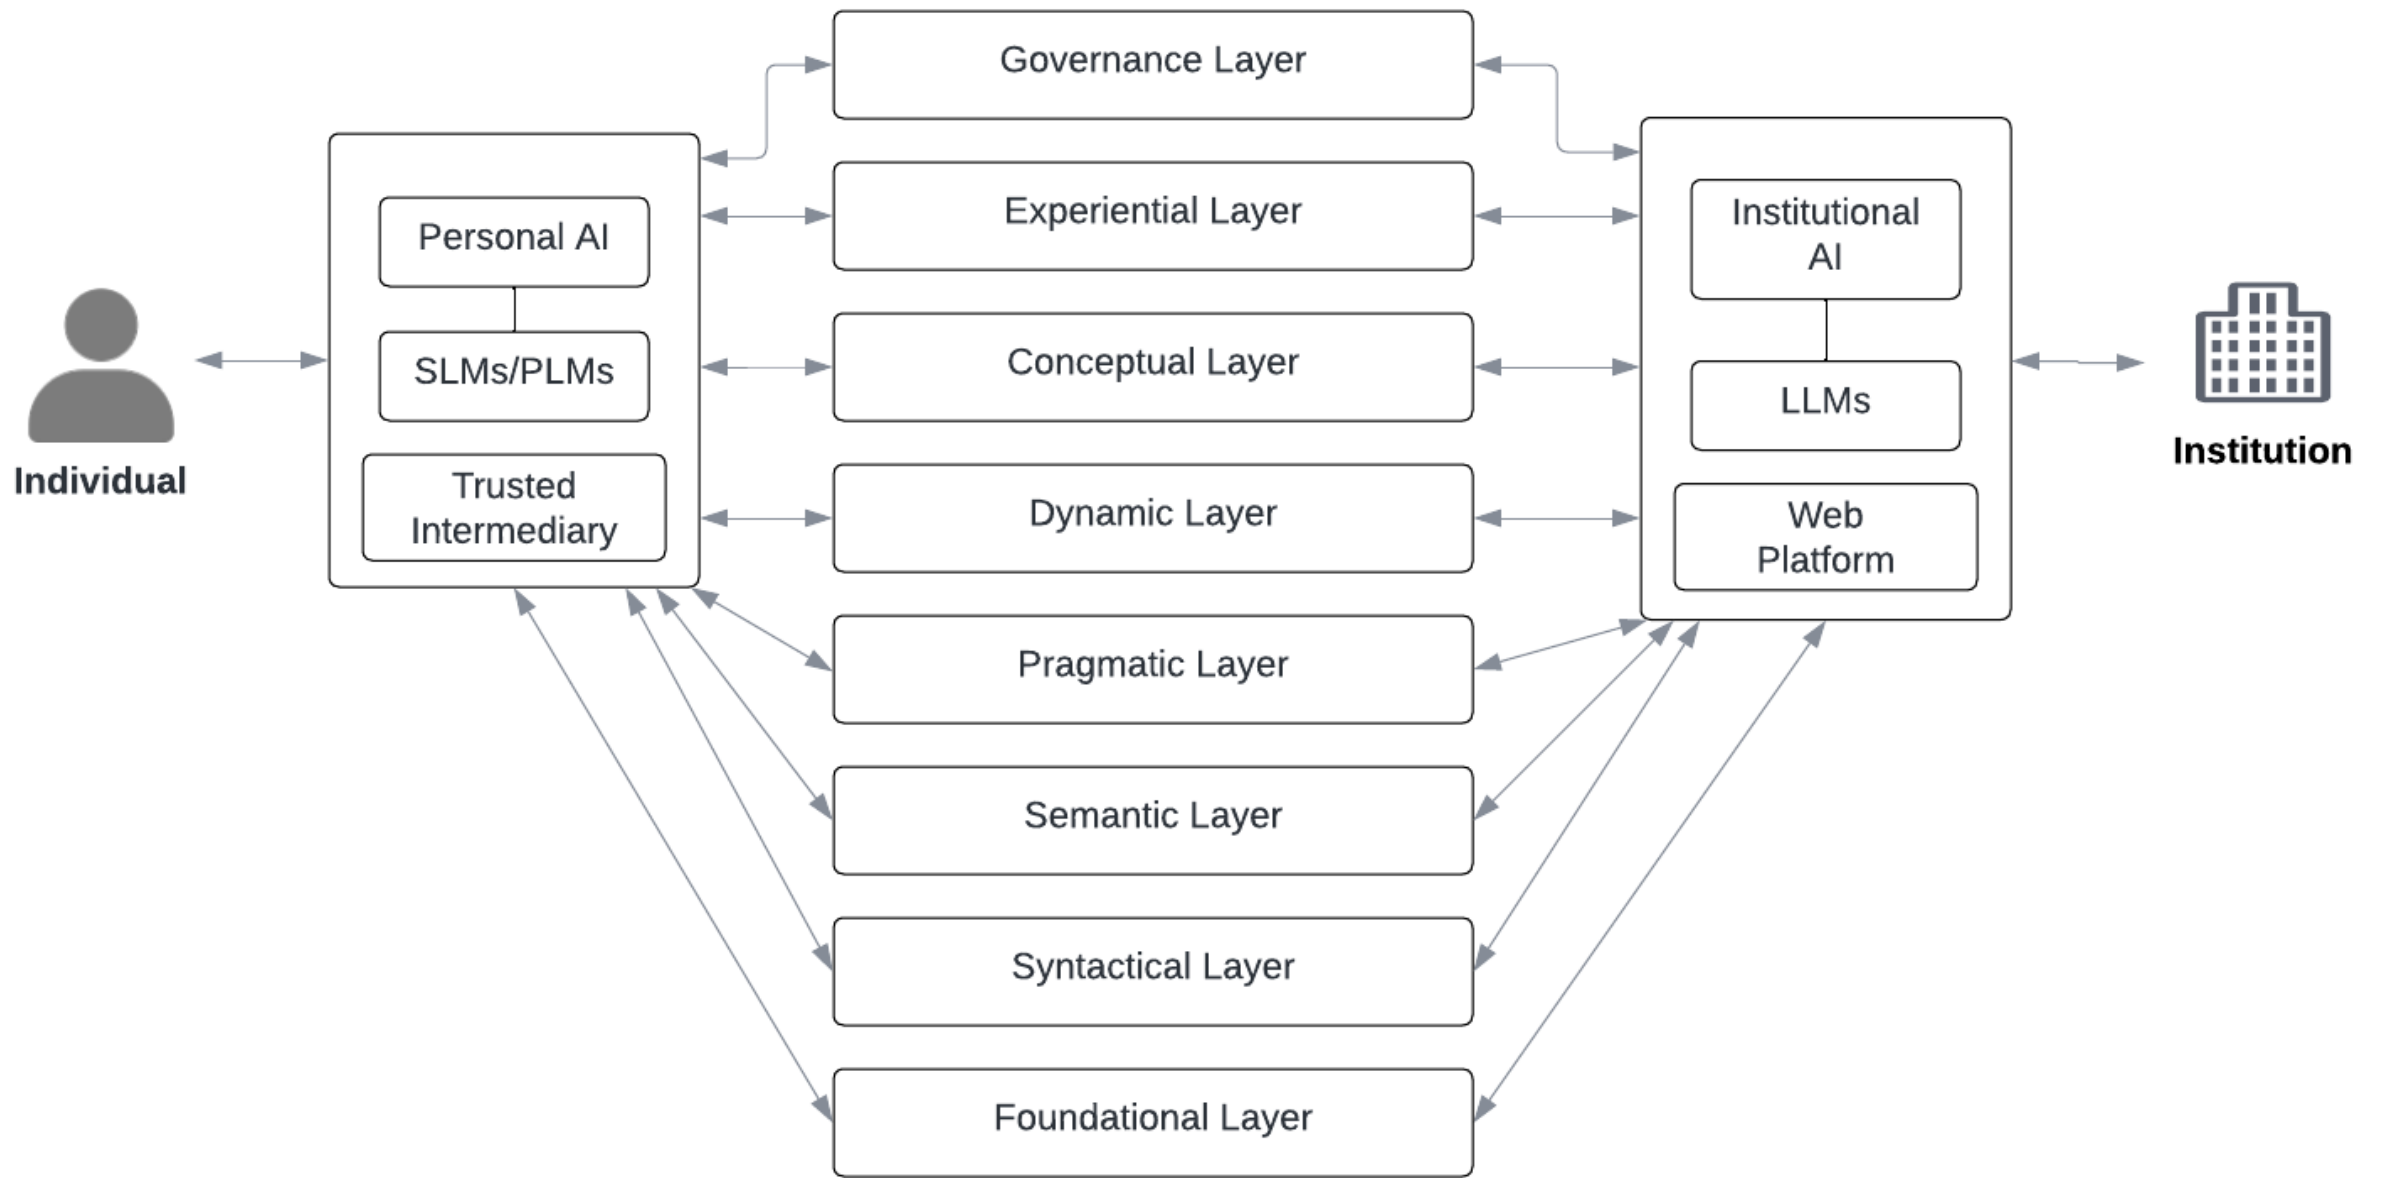 Governance Layer
Experiential Layer
Conceptual Layer
Dynamic Layer
Pragmatic Layer
Semantic Layer
Syntactical Layer
Foundational Layer
Personal AI
SLMs/PLMs
Trusted
Intermediary
Individual
Institutional
AI
LLMs
Web
Platform
Institution